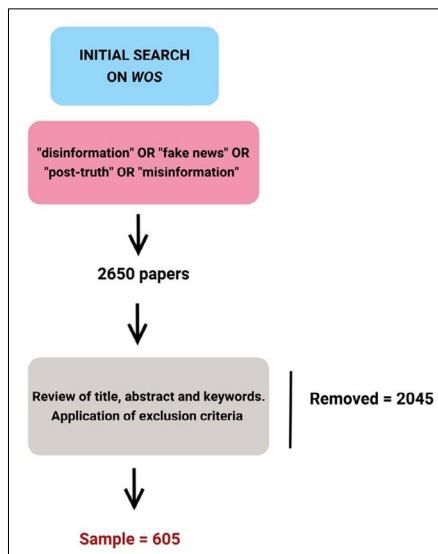 INITIAL SEARCH
ON WOS
"disinformation" OR "fake news" OR
"post-truth" OR "misinformation"
2650 papers
Review of title, abstract and keywords.
Application of exclusion criteria
Removed = 2045
Sample = 605